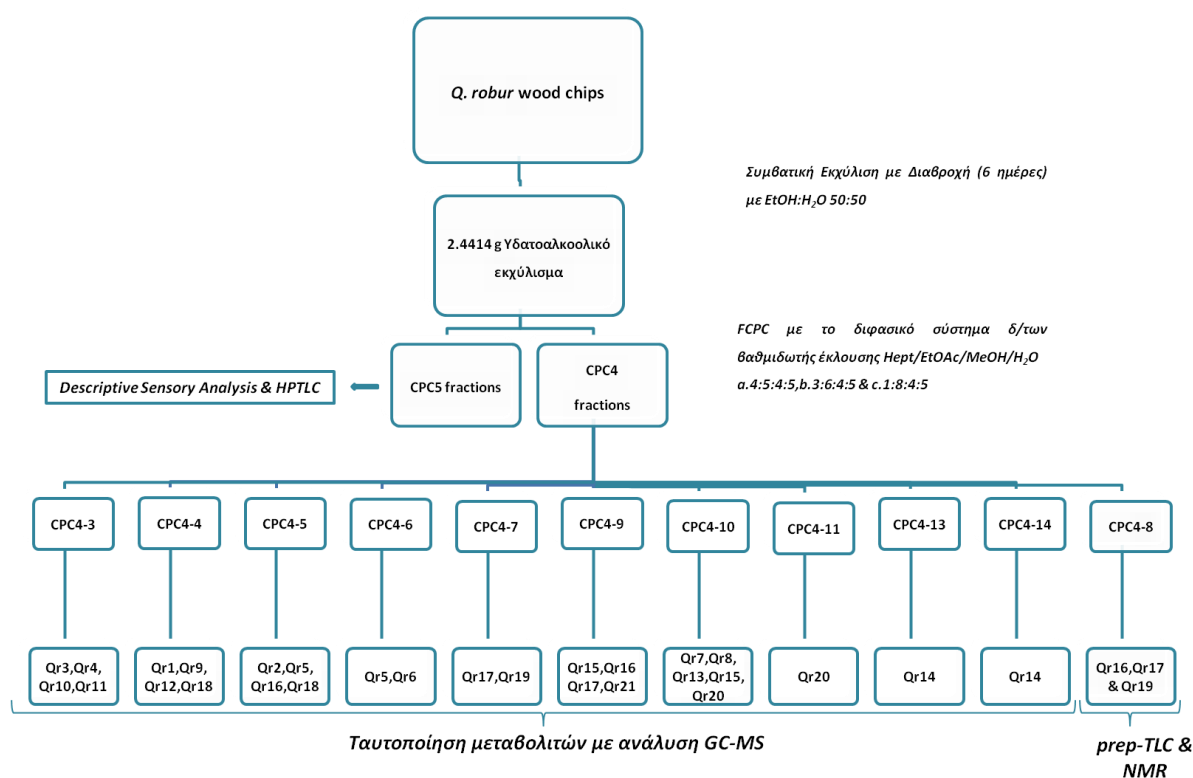 Q. robur wood chips
Συμβατική Εκχύλιση με Διαβροχή (6 ημέρες)
με EtOH:H2O 50:50
2.4414 g Υδατοαλκοολικό
εκχύλισμα
FCPC με το διφασικό σύστημα δ/των
βαθμιδωτής έκλουσης Hept/EtOAc/MeOH/H2O
a.4:5:4:5,b.3:6:4:5 & c.1:8:4:5
Descriptive Sensory Analysis & HPTLC
CPC5 fractions
CPC4
fractions
CPC4-3
CPC4-4
CPC4-5
CPC4-6
CPC4-7
CPC4-9
CPC4-10
CPC4-11
CPC4-13
CPC4-14
CPC4-8
Qr3,Qr4,
Qr10,Qr11
Qr1,Qr9,
Qr12,Qr18
Qr2,Qr5,
Qr16,Qr18
Qr5,Qr6
Qr17,Qr19
Qr15,Qr16
Qr17,Qr21
Qr7,Qr8,
Qr13,Qr15,
Qr20
Qr20
Qr14
Qr14
Qr16,Qr17
& Qr19
Ταυτοποίηση μεταβολιτών με ανάλυση GC-MS
prep-TLC &
NMR